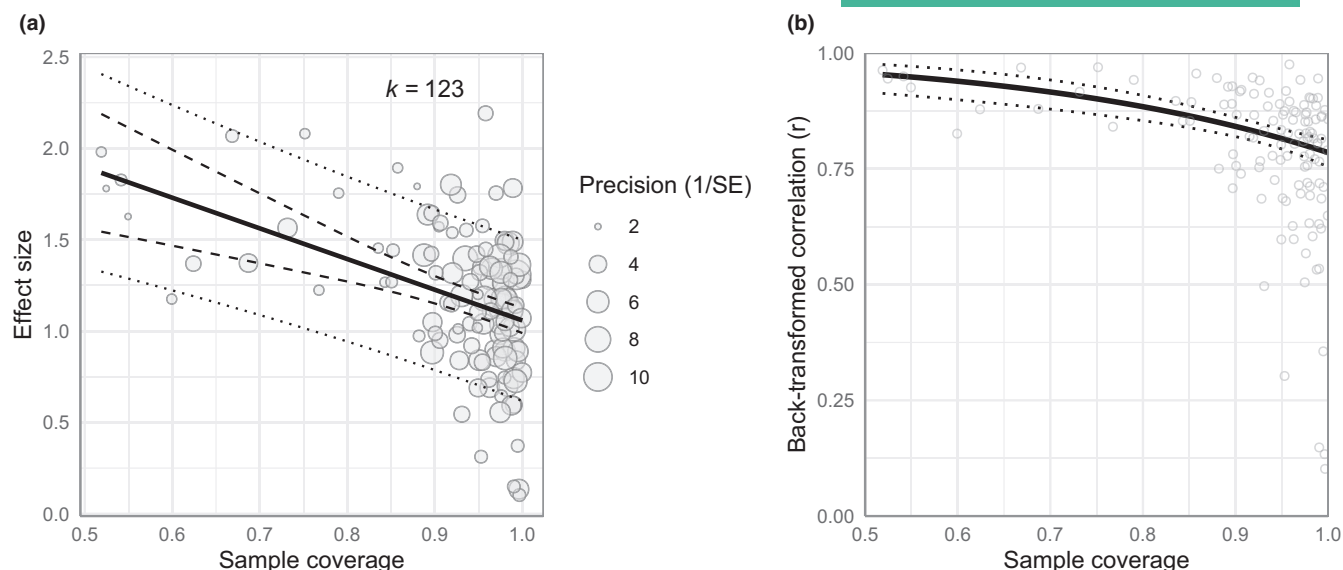 (a)
2.5
2.0
1.5
1.0
0.5
0.0
Effect size
k = 123
0.5 0.6 0.7 0.8 0.9 1.0
Sample coverage
Precision (1/SE)
2
4
6
8
10
(b)
1.00
0.75
0.50
0.25
0.00
Back-transformed correlation (r)
0.5 0.6 0.7 0.8 0.9 1.0
Sample coverage